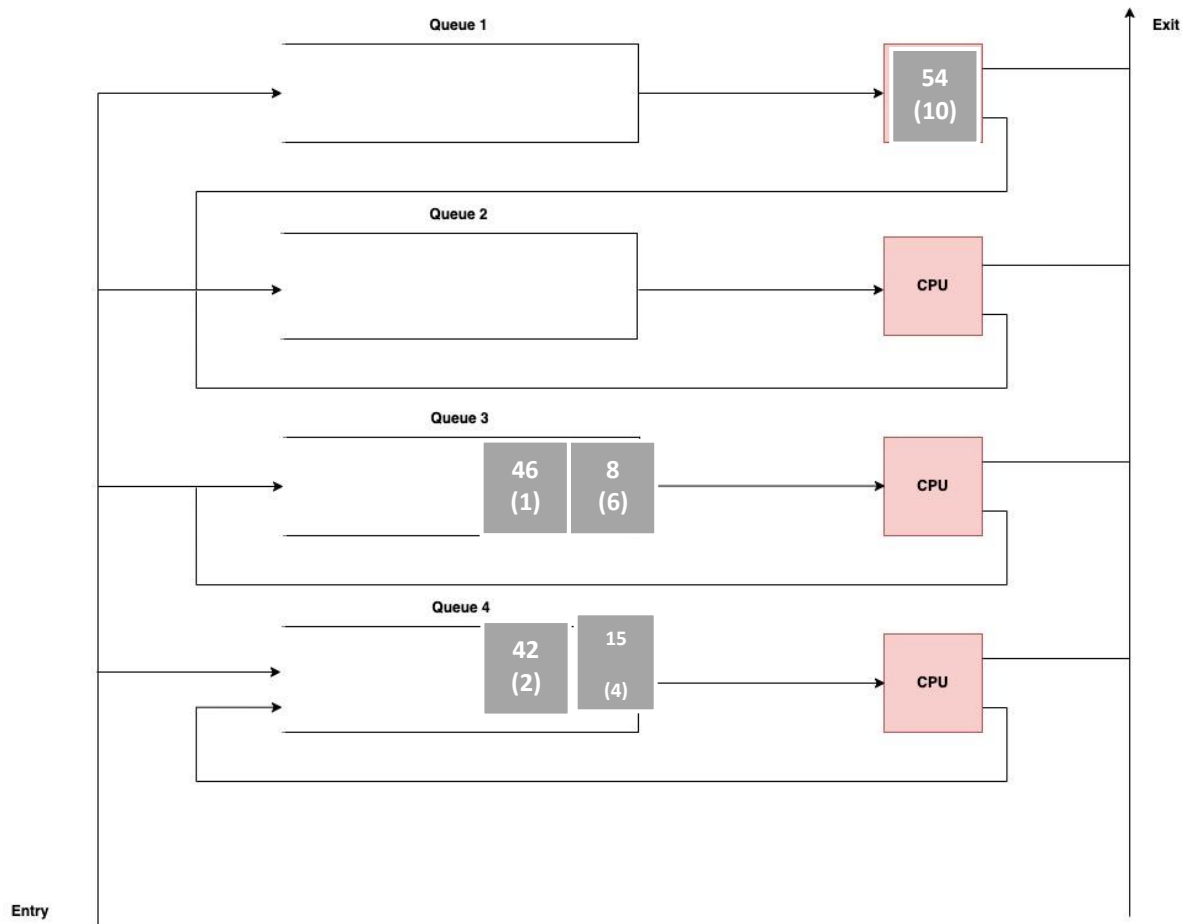 Queue 1
Exit
54
(10)
Queue 2
CPU
Queue 3
46
(1)
8
(6)
CPU
Queue 4
42
(2)
15
(4)
CPU
Entry